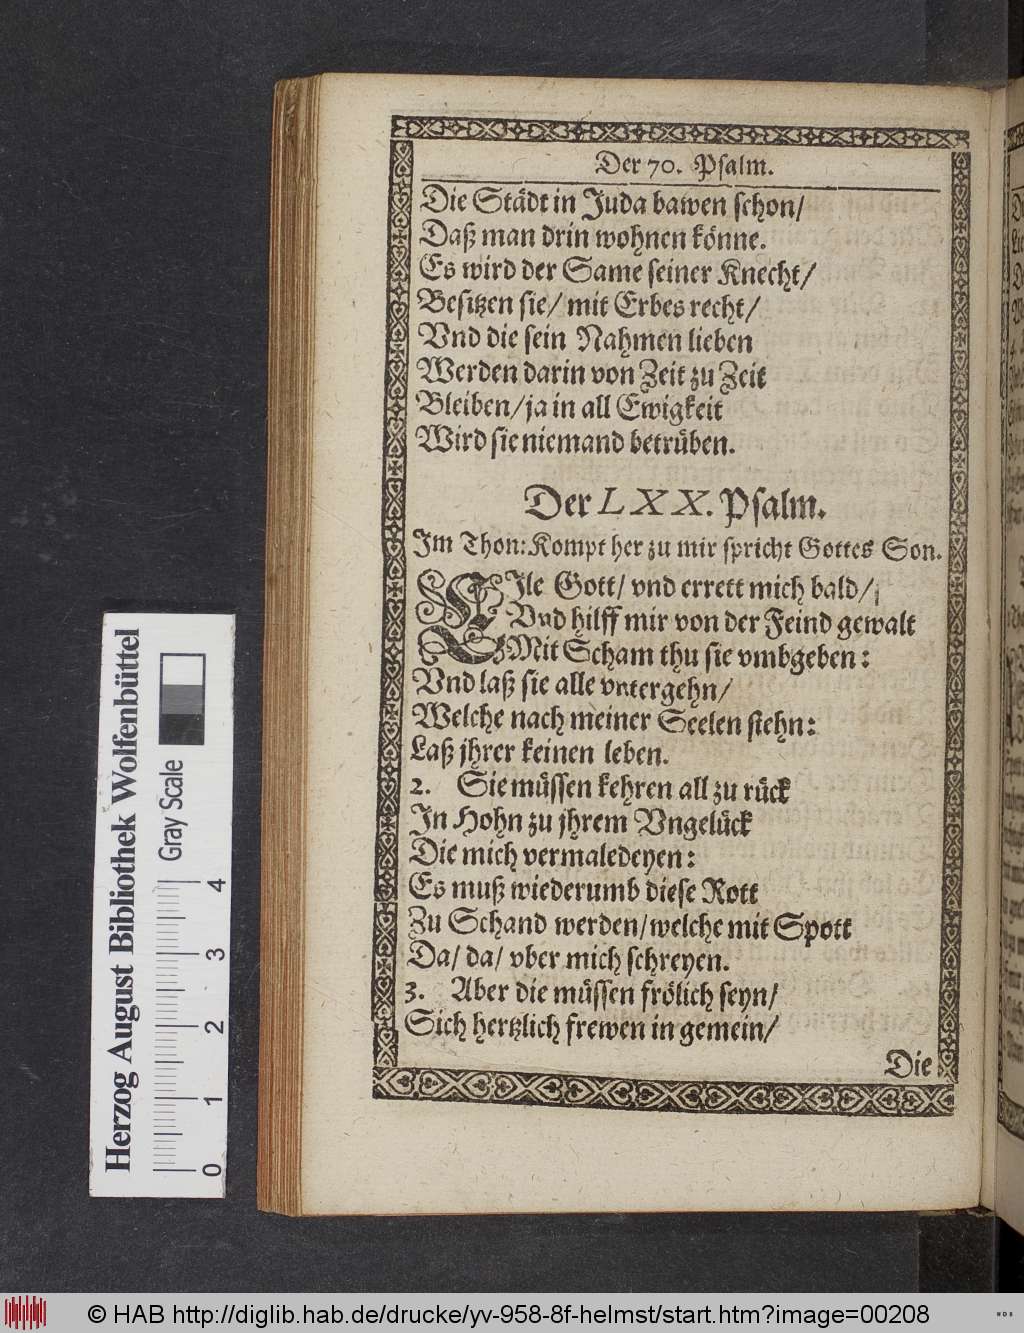 Der 70. Psalm.
Die Städt in Juda bawen schon/
Daß man drin wohnen könne.
Es wird der Same seiner Knecht/
Besitzen sie/ mit Erbes recht/
Vnd die sein Nahmen lieben
Werden darin von Zeit zu Zeit
Bleiben/ ja in all Ewigkeit
Wird sie niemand betrüben.
Der LXX. Psalm.
Im Thon: Kompt her zu mir spricht Gottes Son.
EIle Gott/ vnd errett mich bald/
Vnd hilff mir von der Feind gewalt
Mit Scham thu sie vmbgeben:
Vnd laß sie alle vntergehn/
Welche nach meiner Seelen stehn:
Laß jhrer keinen leben.
2. Sie müssen kehren all zu rück
In Hohn zu jhrem Vngelück
Die mich vermaledeyen:
Es muß wiederumb diese Rott
Zu Schand werden/ welche mit Spott
Da/ da/ vber mich schreyen.
3. Aber die müssen frölich seyn/
Sich hertzlich frewen in gemein/
Die
Herzog August Bibliothek Wolfenbüttel
Gray Scale
0 1 2 3 4
© HAB http://diglib.hab.de/drucke/yv-958-8f-helmst/start.htm?image=00208